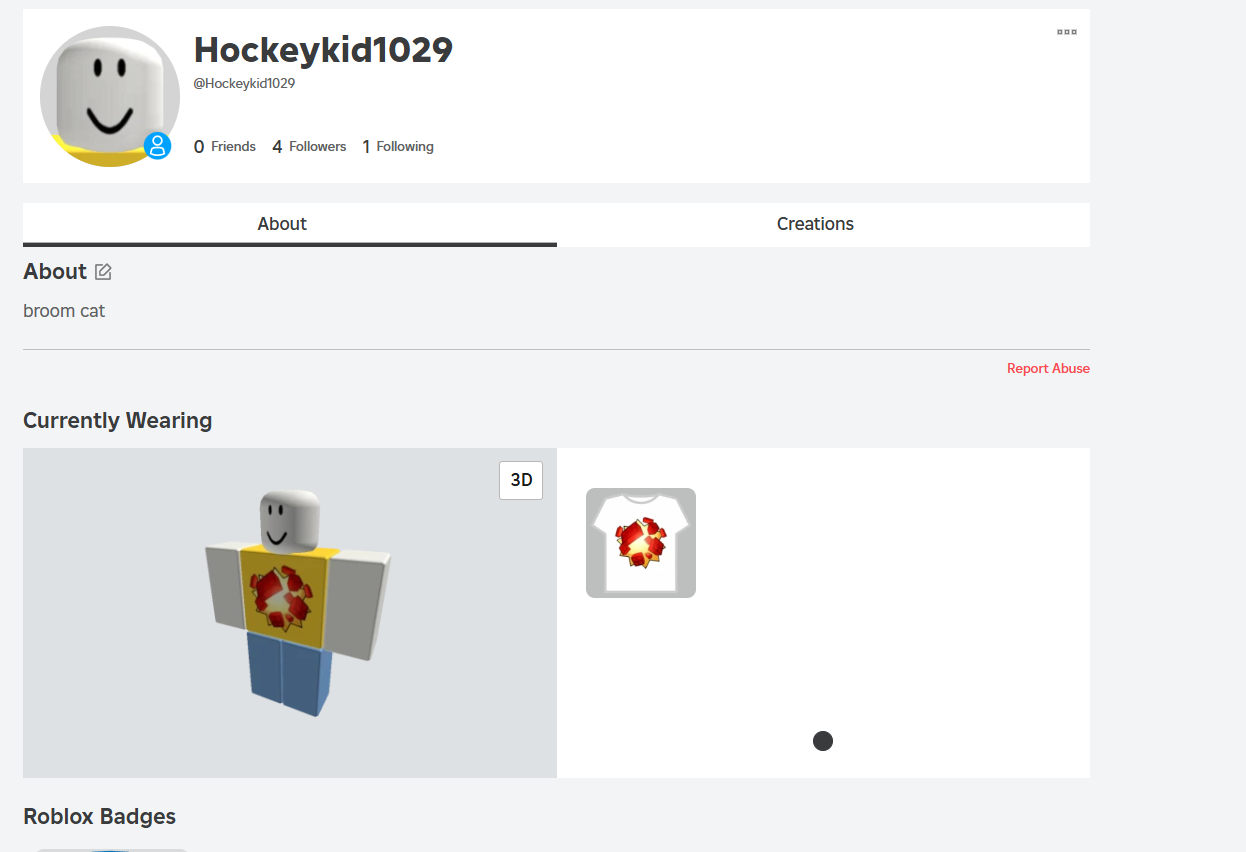 Hockeykid1029
@Hockeykid1029
0 Friends 4 Followers 1 Following
About Creations
About
broom cat
Report Abuse
Currently Wearing
3D
Roblox Badges